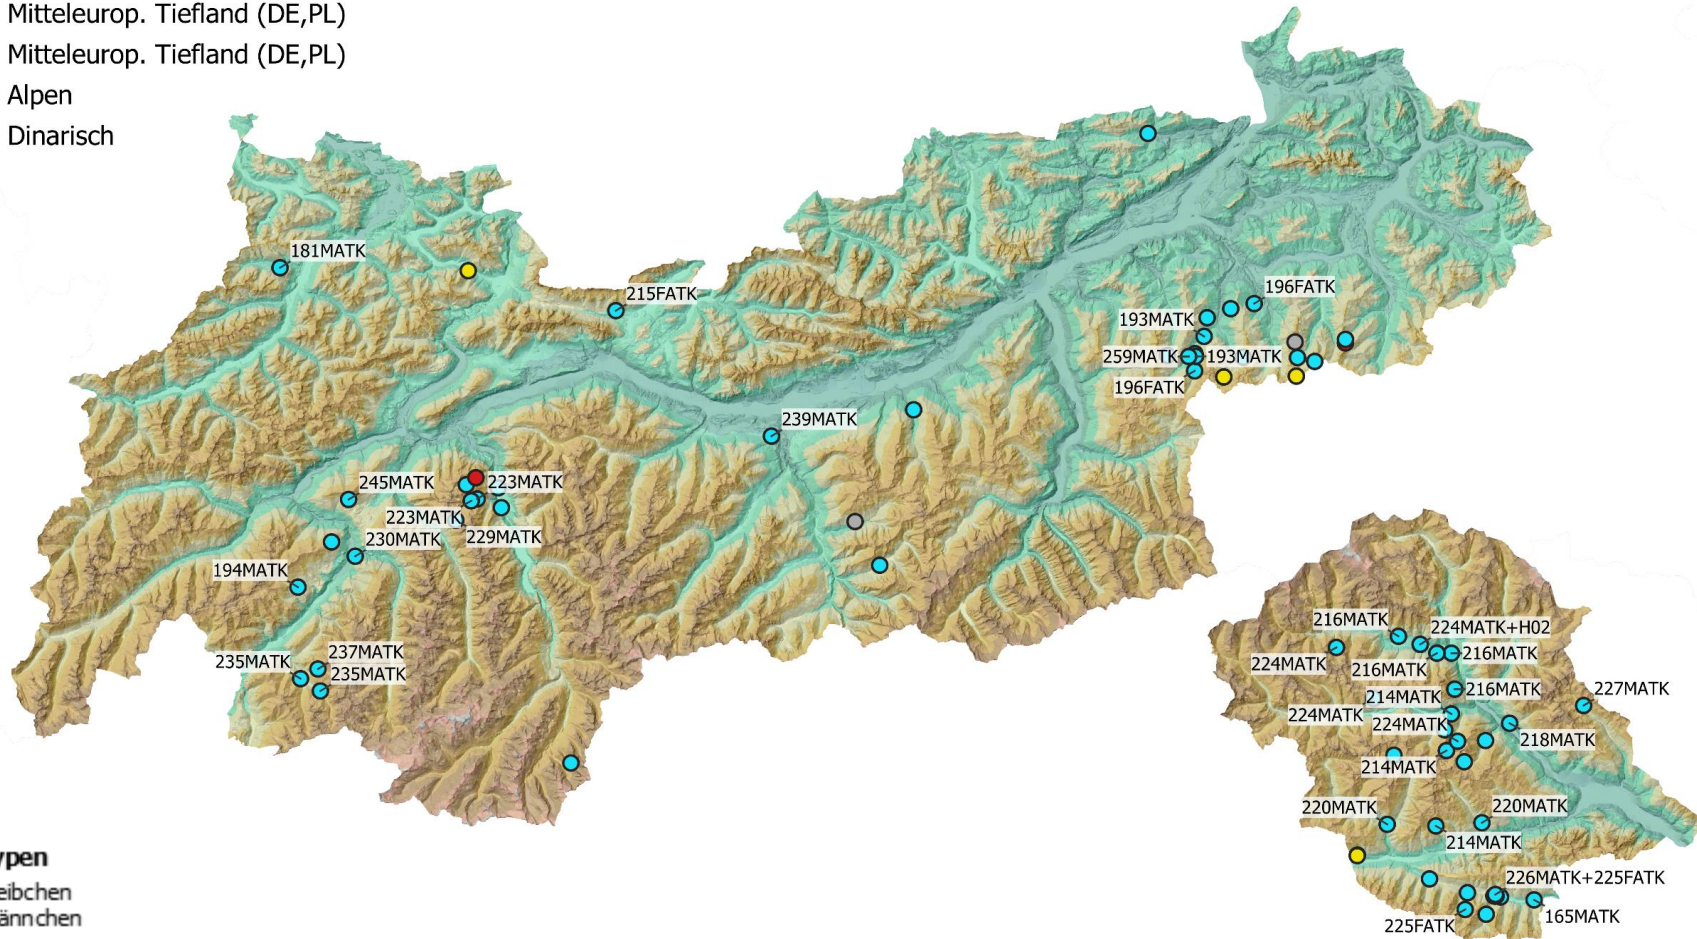 Mitteleurop. Tiefland (DE,PL)
Mitteleurop. Tiefland (DE,PL)
Alpen
Dinarisch
181MATK
215FATK
196FATK
193MATK
259MATK
193MATK
196FATK
239MATK
245MATK
223MATK
223MATK
229MATK
230MATK
194MATK
237MATK
235MATK
235MATK
216MATK
224MATK+H02
224MATK
216MATK
216MATK
214MATK
216MATK
227MATK
224MATK
224MATK
218MATK
214MATK
220MATK
220MATK
214MATK
226MATK+225FATK
225FATK
165MATK
ypen
eibchen
ännchen